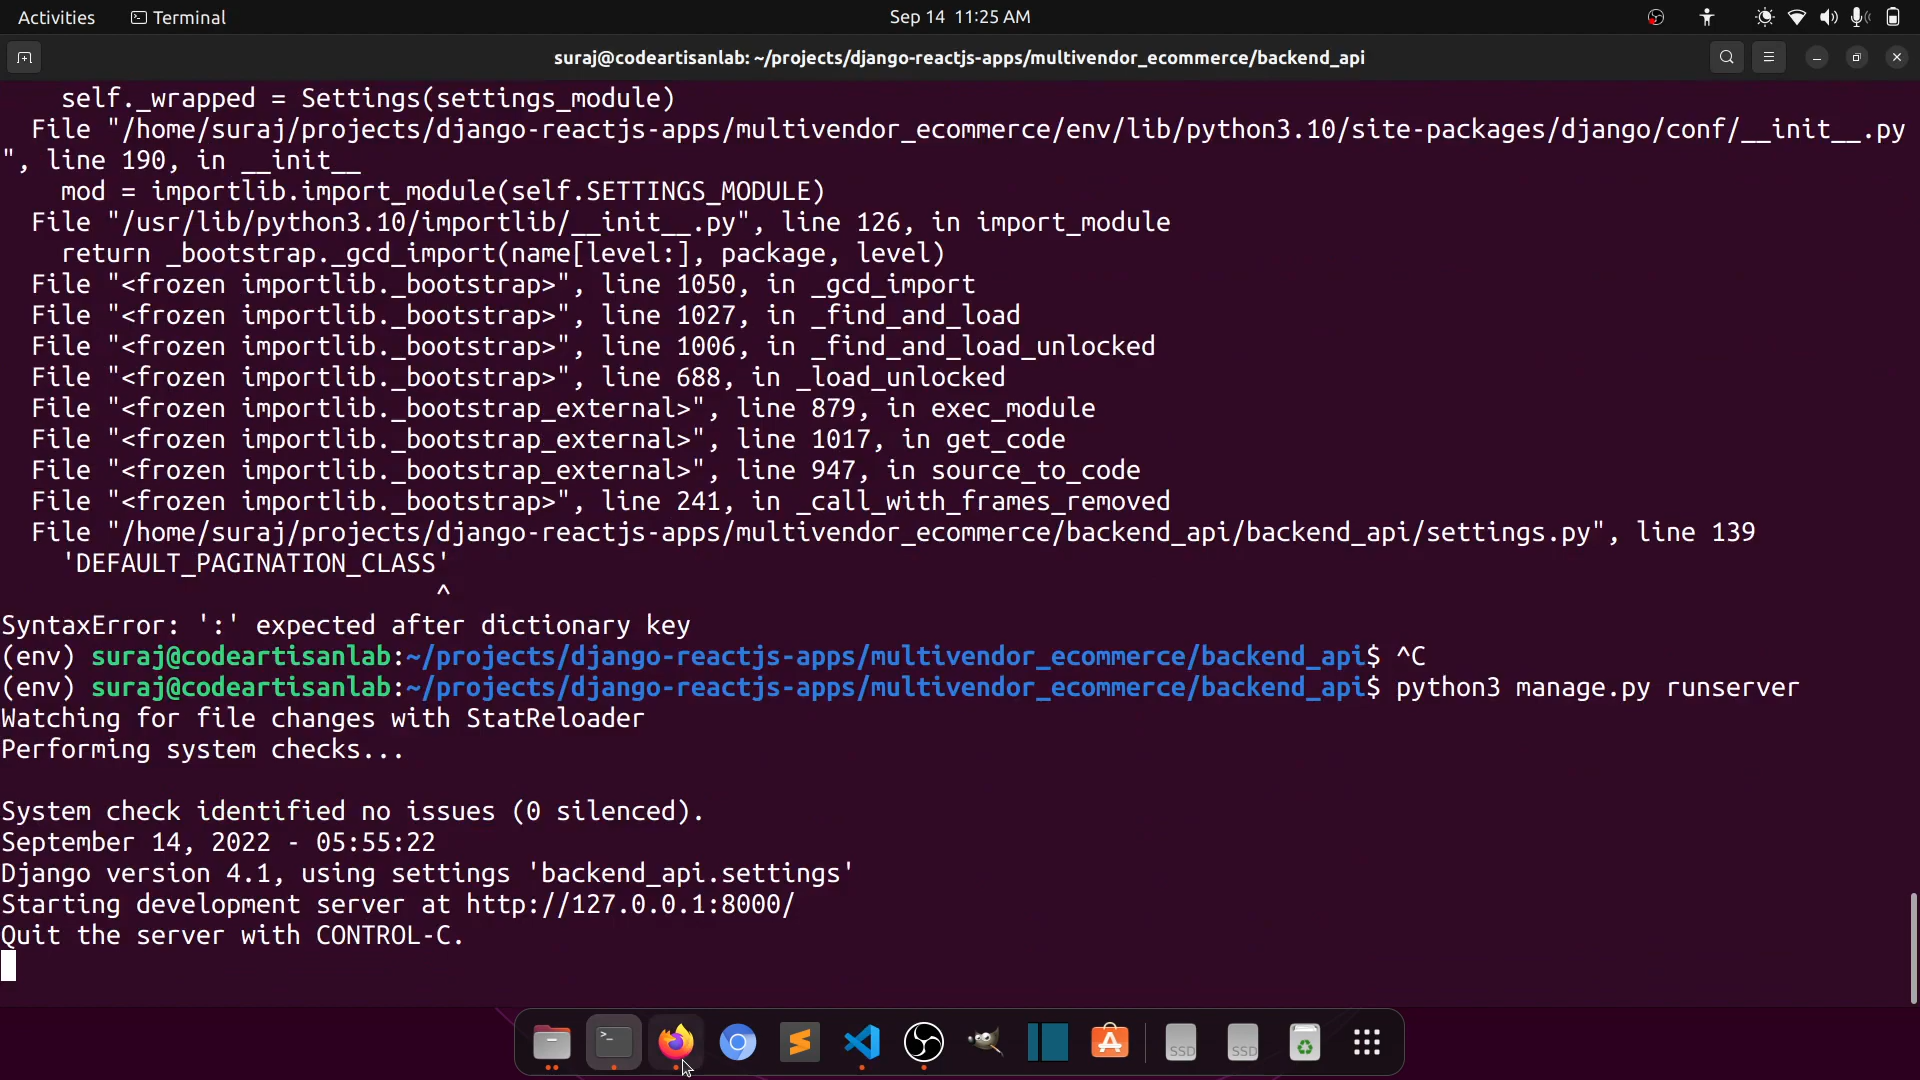 Activities
Terminal
Sep 14 11:25 AM
suraj@codeartisanlab: ~/projects/django-reactjs-apps/multivendor_ecommerce/backend_api
    self._wrapped = Settings(settings_module)
  File "/home/suraj/projects/django-reactjs-apps/multivendor_ecommerce/env/lib/python3.10/site-packages/django/conf/__init__.py
", line 190, in __init__
    mod = importlib.import_module(self.SETTINGS_MODULE)
  File "/usr/lib/python3.10/importlib/__init__.py", line 126, in import_module
    return _bootstrap._gcd_import(name[level:], package, level)
  File "<frozen importlib._bootstrap>", line 1050, in _gcd_import
  File "<frozen importlib._bootstrap>", line 1027, in _find_and_load
  File "<frozen importlib._bootstrap>", line 1006, in _find_and_load_unlocked
  File "<frozen importlib._bootstrap>", line 688, in _load_unlocked
  File "<frozen importlib._bootstrap_external>", line 879, in exec_module
  File "<frozen importlib._bootstrap_external>", line 1017, in get_code
  File "<frozen importlib._bootstrap_external>", line 947, in source_to_code
  File "<frozen importlib._bootstrap>", line 241, in _call_with_frames_removed
  File "/home/suraj/projects/django-reactjs-apps/multivendor_ecommerce/backend_api/backend_api/settings.py", line 139
    'DEFAULT_PAGINATION_CLASS'
                             ^
SyntaxError: ':' expected after dictionary key
(env) suraj@codeartisanlab:~/projects/django-reactjs-apps/multivendor_ecommerce/backend_api$ ^C
(env) suraj@codeartisanlab:~/projects/django-reactjs-apps/multivendor_ecommerce/backend_api$ python3 manage.py runserver
Watching for file changes with StatReloader
Performing system checks...
System check identified no issues (0 silenced).
September 14, 2022 - 05:55:22
Django version 4.1, using settings 'backend_api.settings'
Starting development server at http://127.0.0.1:8000/
Quit the server with CONTROL-C.
SSD
SSD